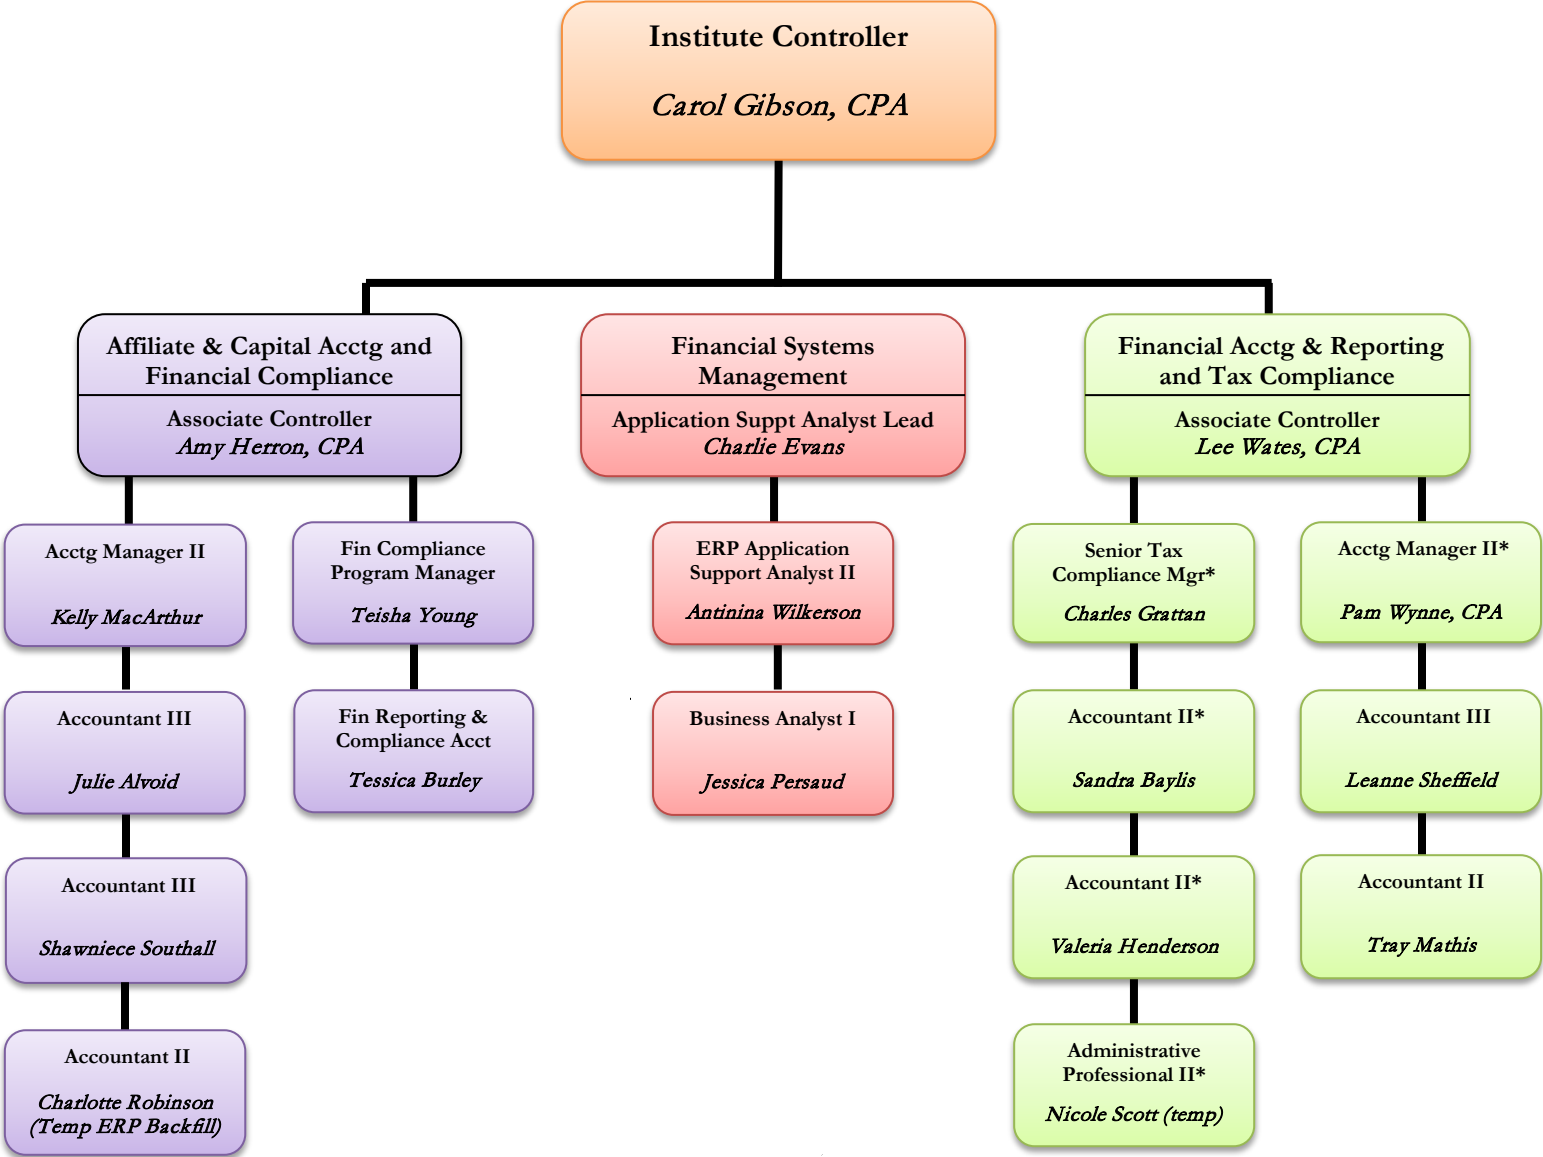 Institute Controller
Carol Gibson, CPA
Affiliate & Capital Acctg and
Financial Compliance
Associate Controller
Amy Herron, CPA
Financial Systems
Management
Application Suppt Analyst Lead
Charlie Evans
Financial Acctg & Reporting
and Tax Compliance
Associate Controller
Lee Wates, CPA
Acctg Manager II
Kelly MacArthur
Fin Compliance
Program Manager
Teisha Young
ERP Application
Support Analyst II
Antinina Wilkerson
Senior Tax
Compliance Mgr*
Charles Grattan
Acctg Manager II*
Pam Wynne, CPA
Accountant III
Julie Alvoid
Fin Reporting &
Compliance Acct
Tessica Burley
Business Analyst I
Jessica Persaud
Accountant II*
Sandra Baylis
Accountant III
Leanne Sheffield
Accountant III
Shawniece Southall
Accountant II*
Valeria Henderson
Accountant II
Tray Mathis
Accountant II
Charlotte Robinson
(Temp ERP Backfill)
Administrative
Professional II*
Nicole Scott (temp)